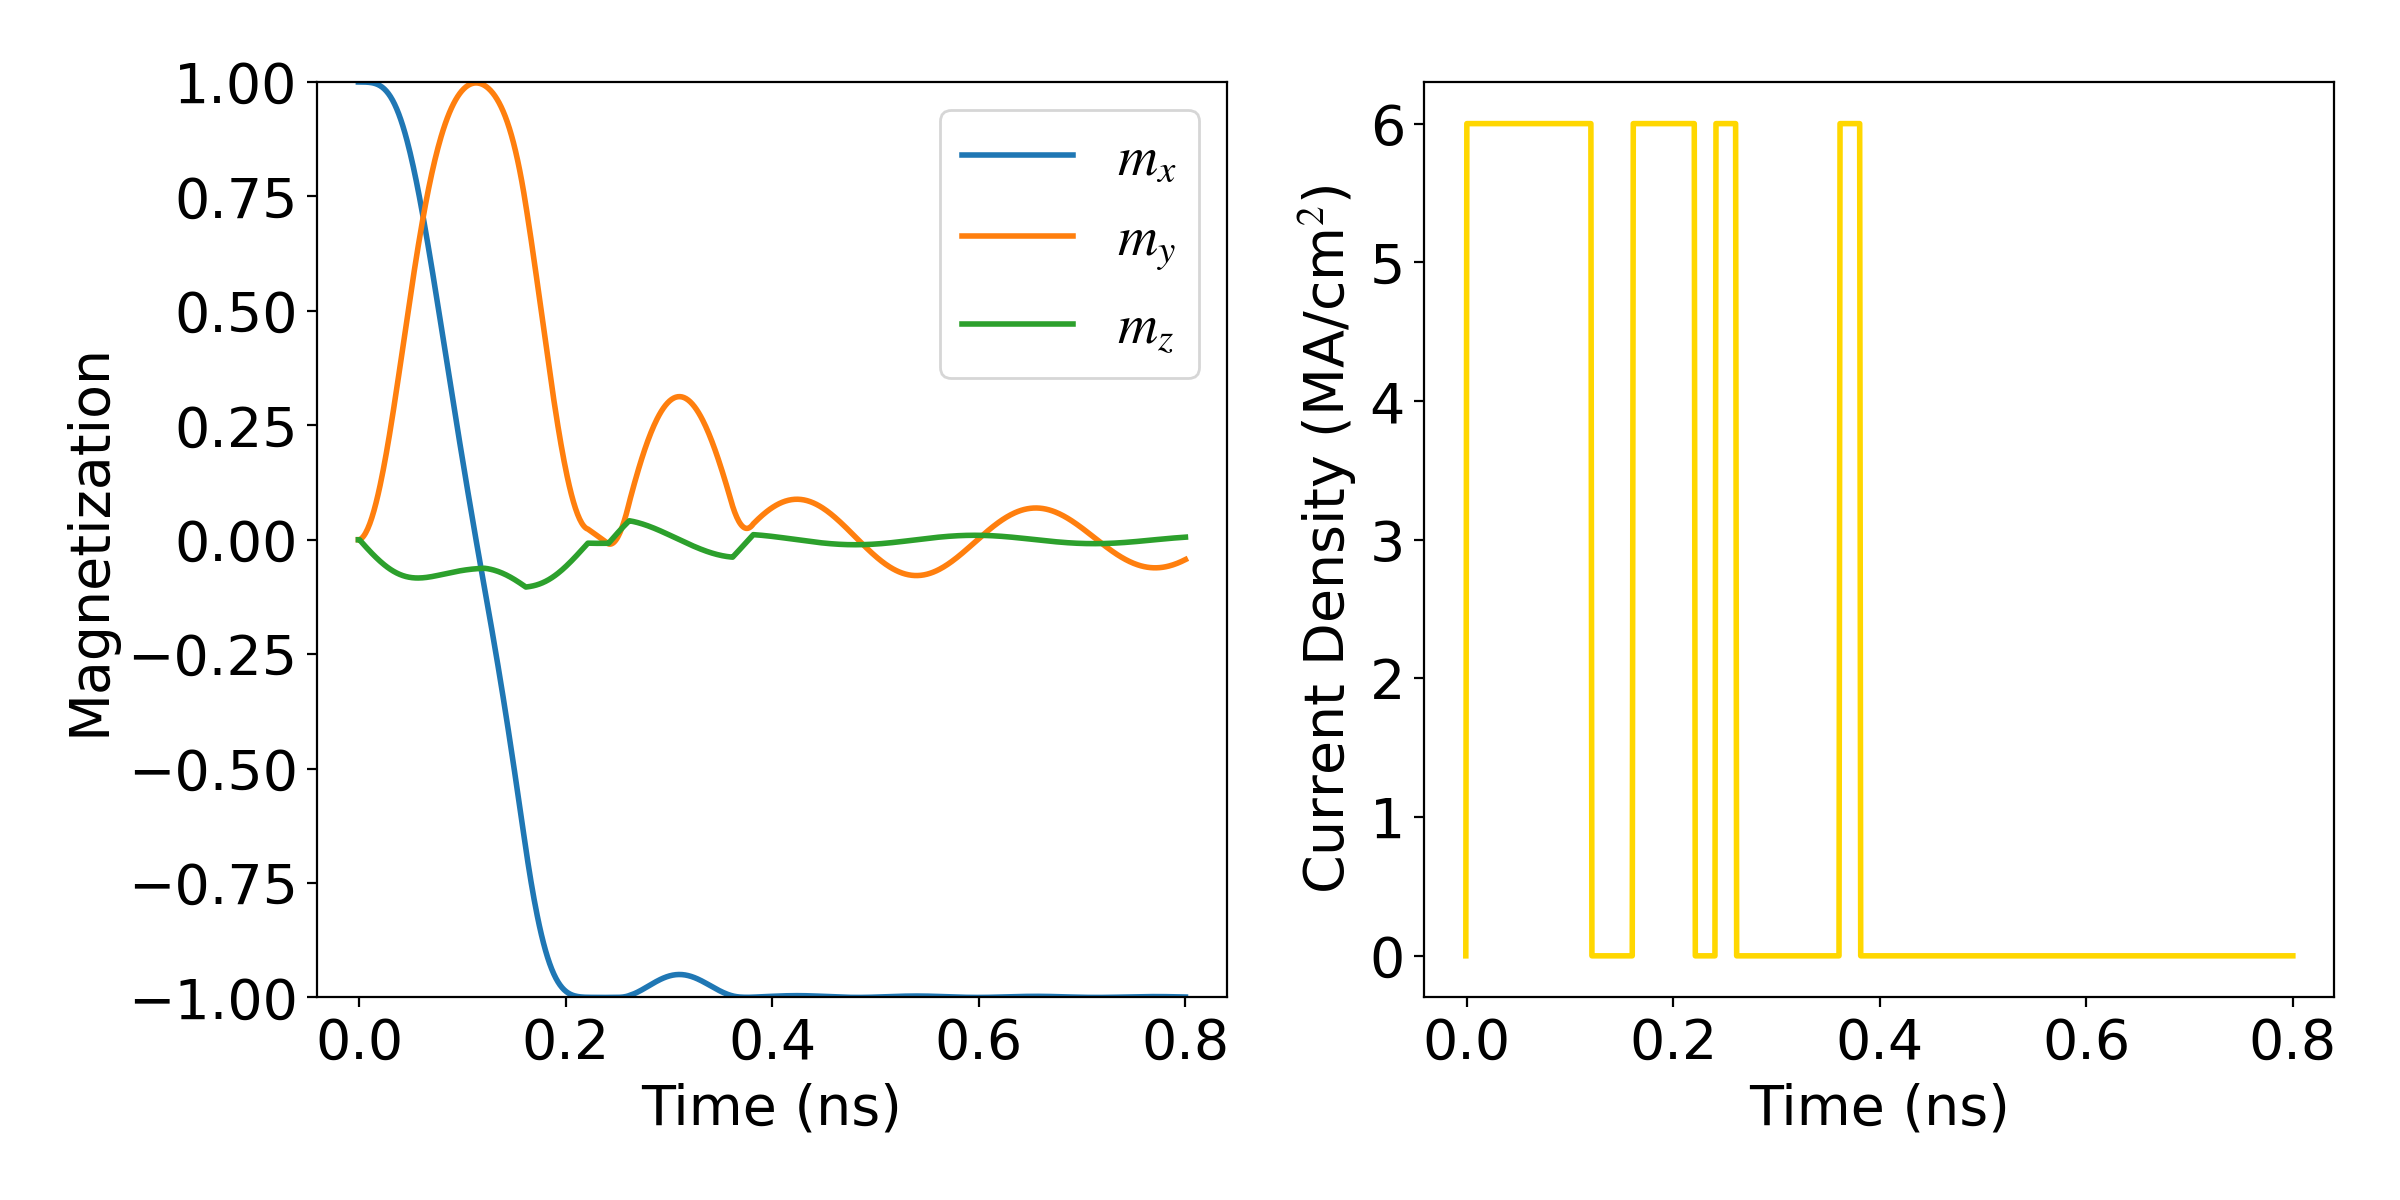 Magnetization
1.00
0.75
0.50
0.25
0.00
−0.25
−0.50
−0.75
−1.00
0.0 0.2 0.4 0.6 0.8
Time (ns)
m_x
m_y
m_z
Current Density (MA/cm²)
6
5
4
3
2
1
0
0.0 0.2 0.4 0.6 0.8
Time (ns)